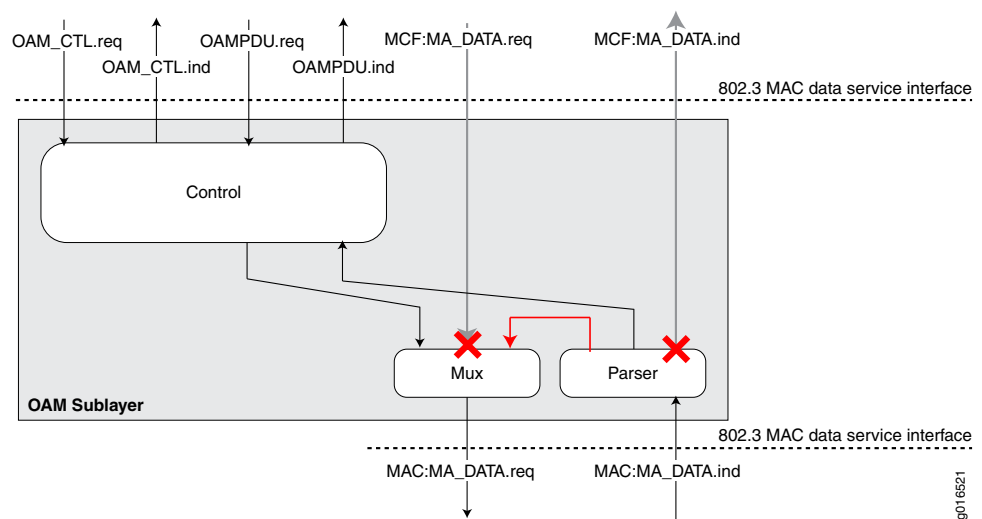 OAM_CTL.req
OAMPDU.req
MCF:MA_DATA.req
MCF:MA_DATA.ind
OAM_CTL.ind
OAMPDU.ind
802.3 MAC data service interface
Control
Mux
Parser
OAM Sublayer
802.3 MAC data service interface
MAC:MA_DATA.req
MAC:MA_DATA.ind
g016521